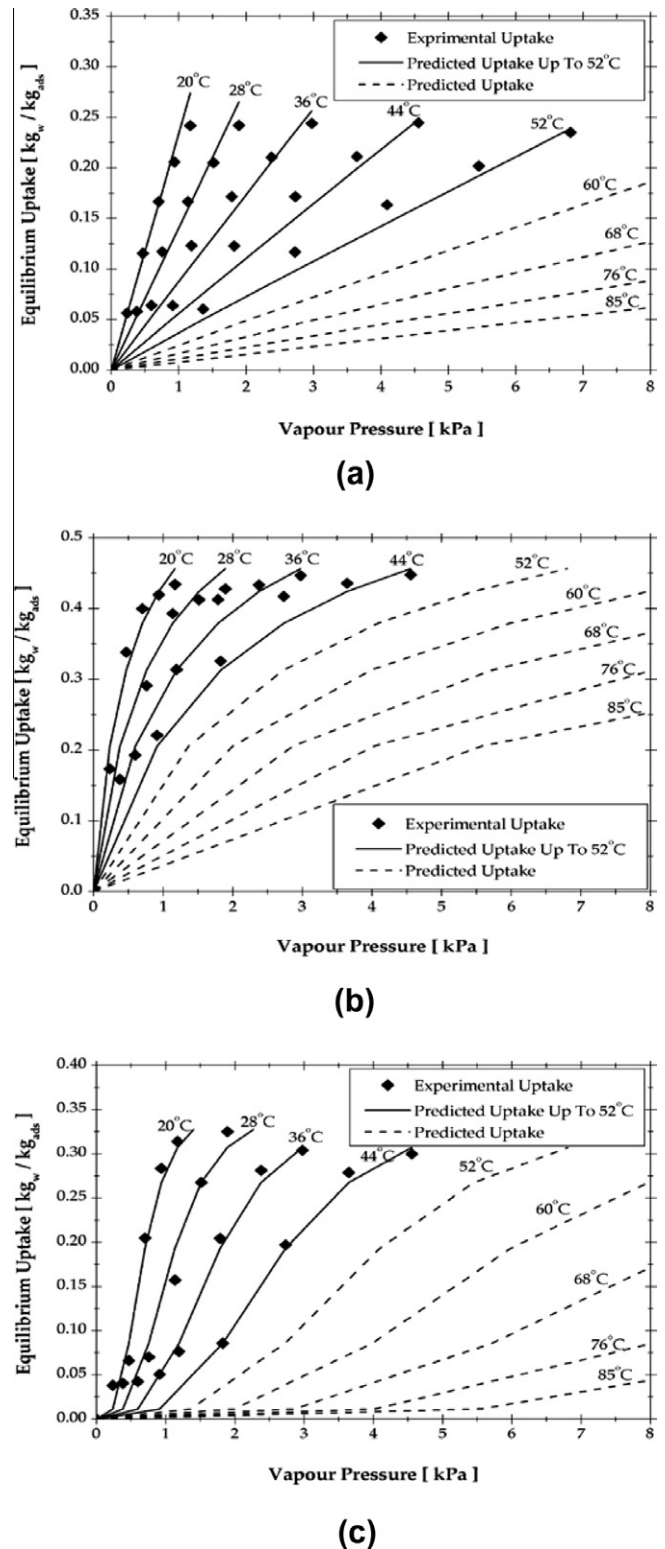 0.35
0.30
0.25
0.20
0.15
0.10
0.05
0.00
Equilibrium Uptake [ kgw / kgads ]
Exprimental Uptake
Predicted Uptake Up To 52°C
Predicted Uptake
20°C
28°C
36°C
44°C
52°C
60°C
68°C
76°C
85°C
0 1 2 3 4 5 6 7 8
Vapour Pressure [ kPa ]
(a)
0.5
0.4
0.3
0.2
0.1
0.0
Equilibrium Uptake [ kgw / kgads ]
20°C
28°C
36°C
44°C
52°C
60°C
68°C
76°C
85°C
Experimental Uptake
Predicted Uptake Up To 52°C
Predicted Uptake
0 1 2 3 4 5 6 7 8
Vapour Pressure [ kPa ]
(b)
0.40
0.35
0.30
0.25
0.20
0.15
0.10
0.05
0.00
Equilibrium Uptake [ kgw / kgads ]
Experimental Uptake
Predicted Uptake Up To 52°C
Predicted Uptake
20°C
28°C
36°C
44°C
52°C
60°C
68°C
76°C
85°C
0 1 2 3 4 5 6 7 8
Vapour Pressure [ kPa ]
(c)